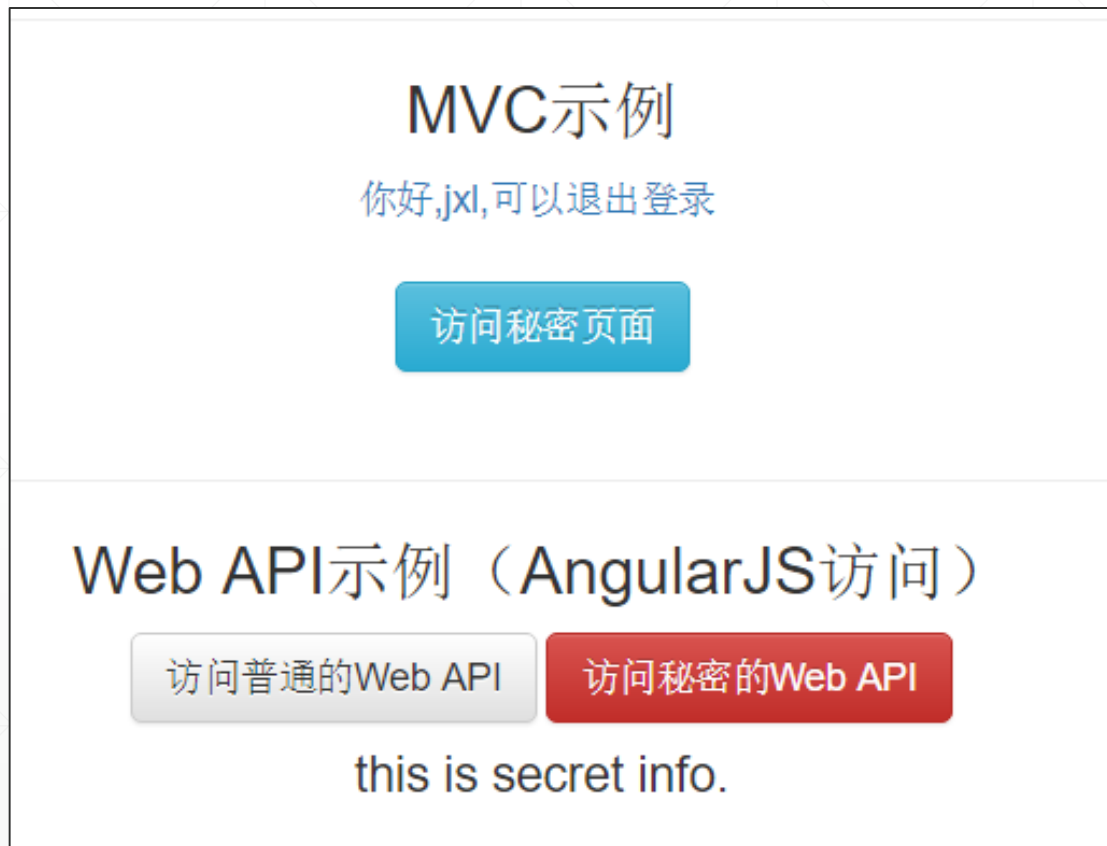 MVC示例
你好,jxl,可以退出登录
访问秘密页面
Web API示例（AngularJS访问）
访问普通的Web API 访问秘密的Web API
this is secret info.